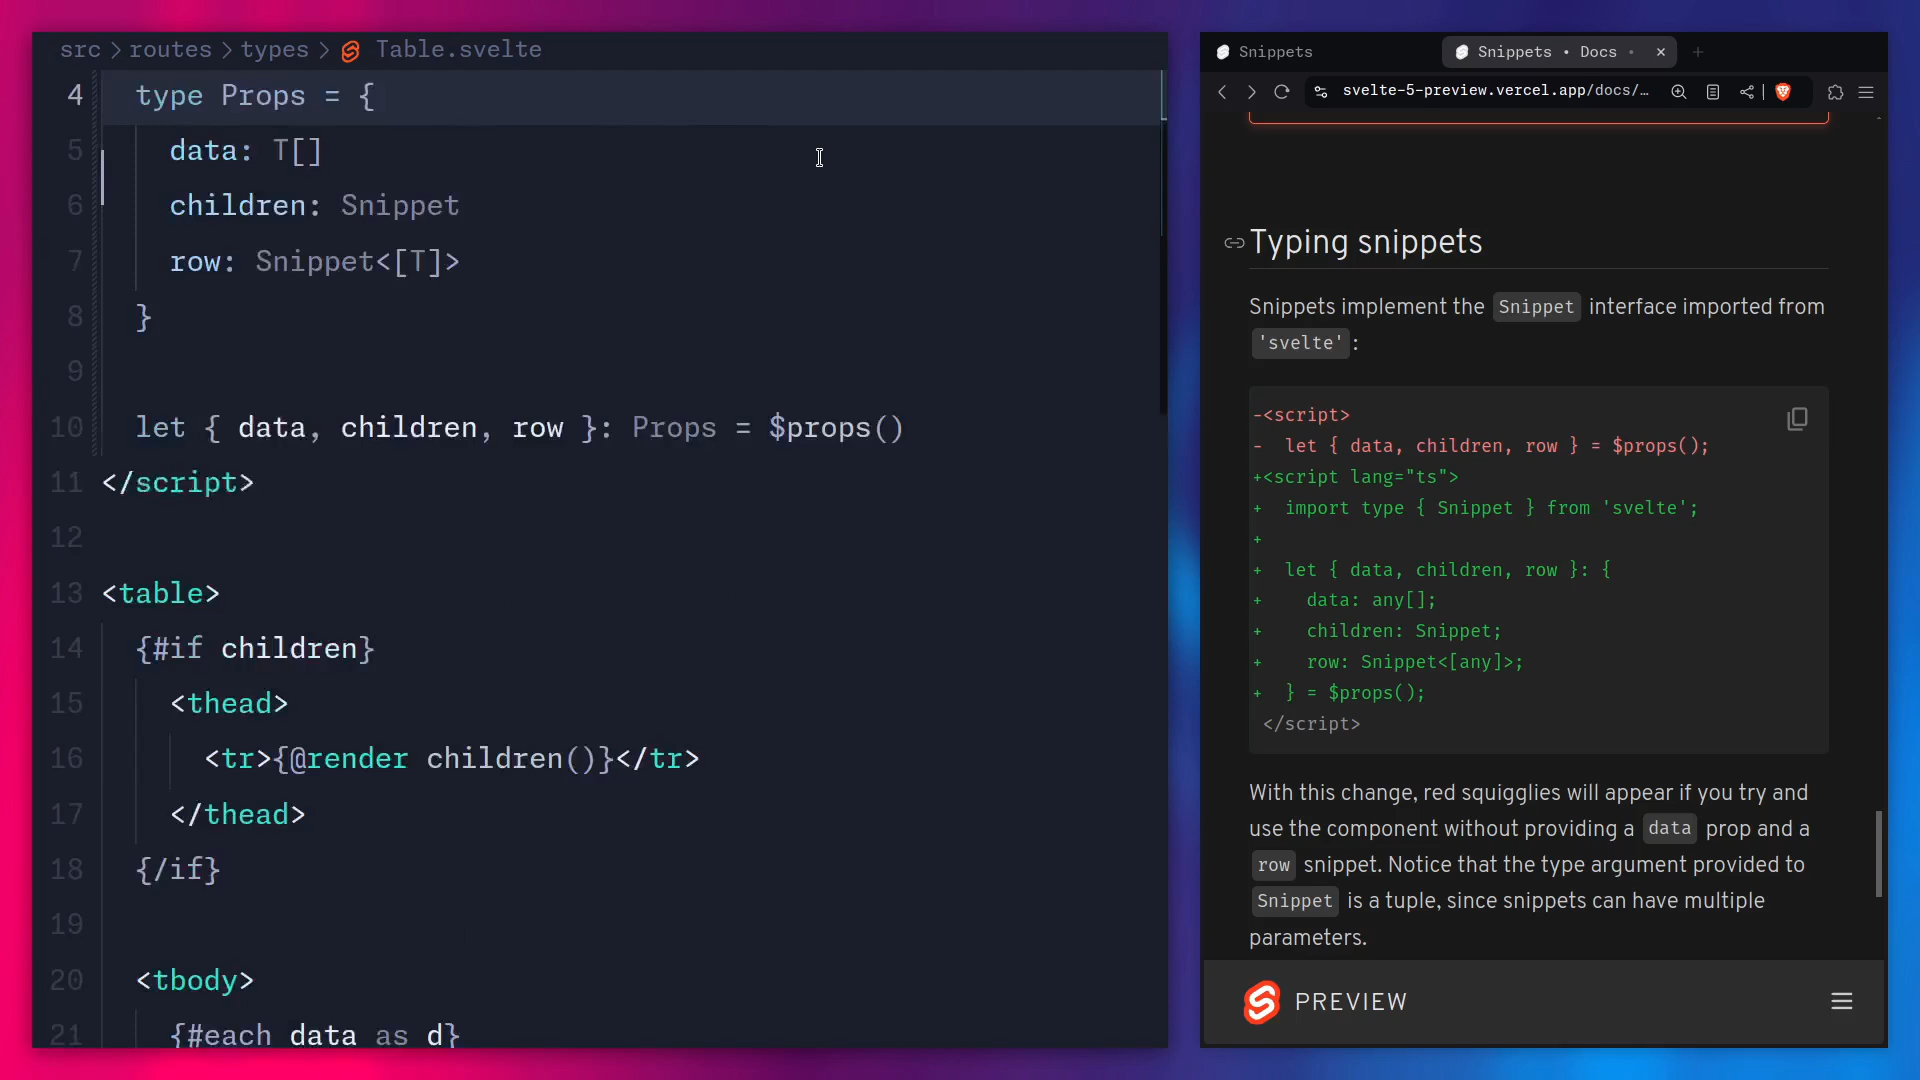 src > routes > types > Table.svelte
4 type Props = {
5 data: T[]
6 children: Snippet
7 row: Snippet<[T]>
8 }
9
10 let { data, children, row }: Props = $props()
11 </script>
12
13 <table>
14 {#if children}
15 <thead>
16 <tr>{@render children()}</tr>
17 </thead>
18 {/if}
19
20 <tbody>
21 {#each data as d}
Snippets
Snippets • Docs •
svelte-5-preview.vercel.app/docs/…
Typing snippets
Snippets implement the Snippet interface imported from
'svelte' :
-<script>
- let { data, children, row } = $props();
+<script lang="ts">
+ import type { Snippet } from 'svelte';
+
+ let { data, children, row }: {
+ data: any[];
+ children: Snippet;
+ row: Snippet<[any]>;
+ } = $props();
</script>
With this change, red squigglies will appear if you try and
use the component without providing a data prop and a
row snippet. Notice that the type argument provided to
Snippet is a tuple, since snippets can have multiple
parameters.
PREVIEW